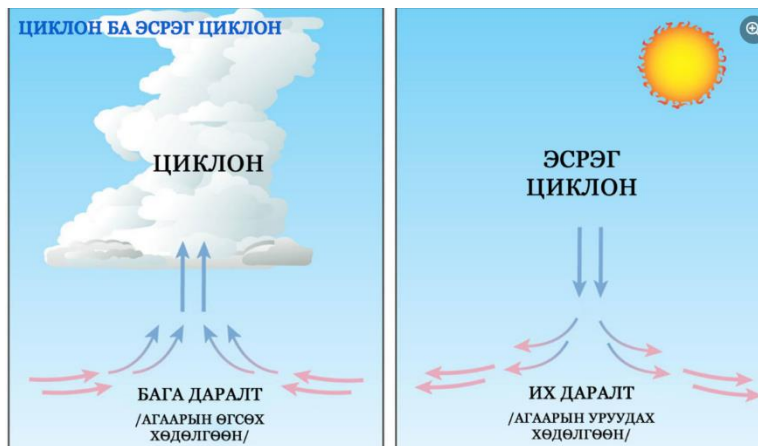 ЦИКЛОН БА ЭСРЭГ ЦИКЛОН
ЦИКЛОН
БАГА ДАРАЛТ
/АГААРЫН ӨГСӨХ
ХӨДӨЛГӨӨН/
ЭСРЭГ
ЦИКЛОН
ИХ ДАРАЛТ
/АГААРЫН УРУУДАХ
ХӨДӨЛГӨӨН/